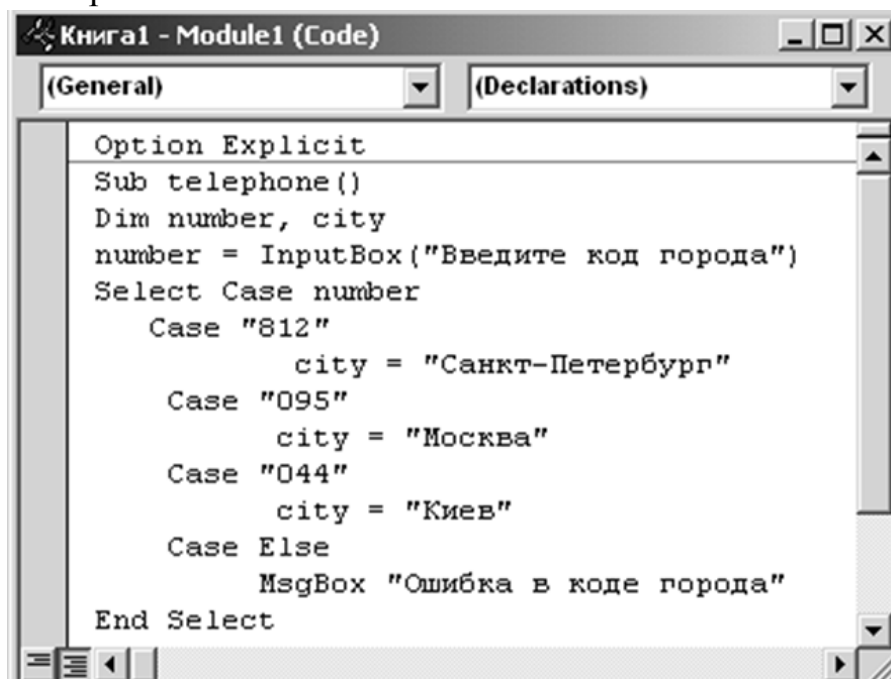 Книга1 - Module1 (Code)
(General) (Declarations)
Option Explicit
Sub telephone()
Dim number, city
number = InputBox("Введите код города")
Select Case number
Case "812"
city = "Санкт-Петербург"
Case "095"
city = "Москва"
Case "044"
city = "Киев"
Case Else
MsgBox "Ошибка в коде города"
End Select